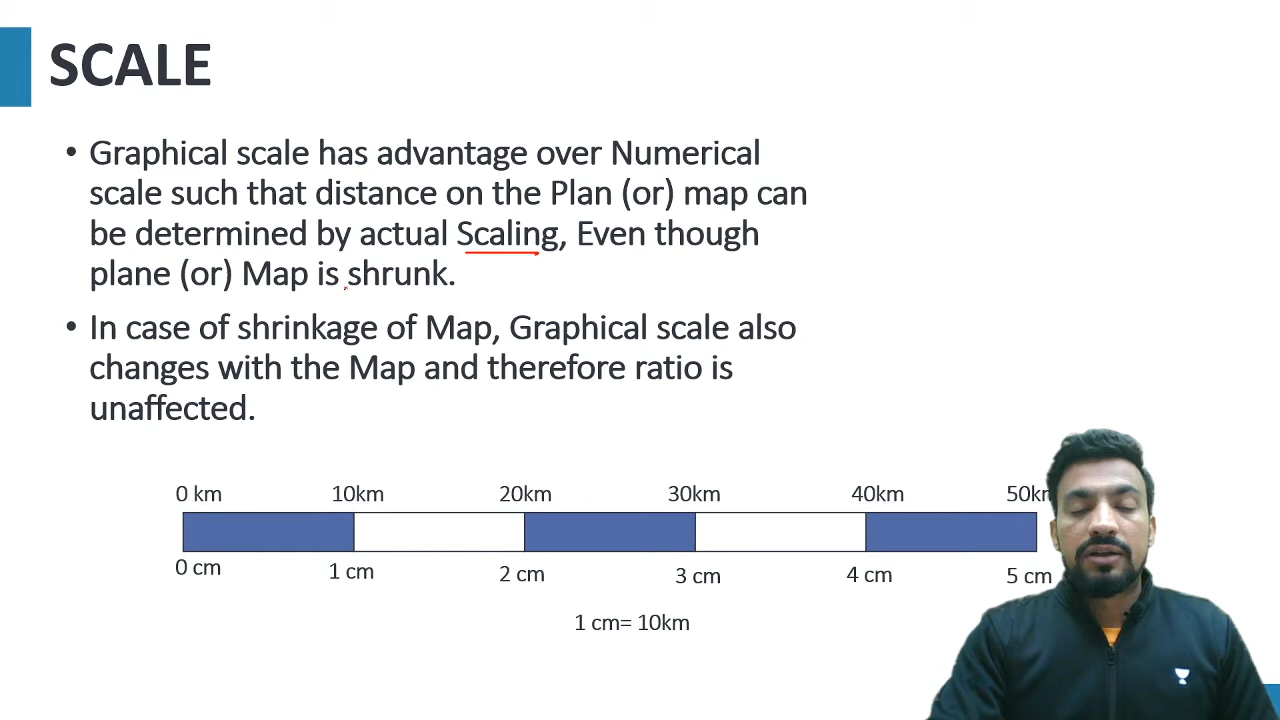 SCALE
• Graphical scale has advantage over Numerical
scale such that distance on the Plan (or) map can
be determined by actual Scaling, Even though
plane (or) Map is shrunk.
• In case of shrinkage of Map, Graphical scale also
changes with the Map and therefore ratio is
unaffected.
0 km 10km 20km 30km 40km 50km
0 cm 1 cm 2 cm 3 cm 4 cm 5 cm
1 cm= 10km